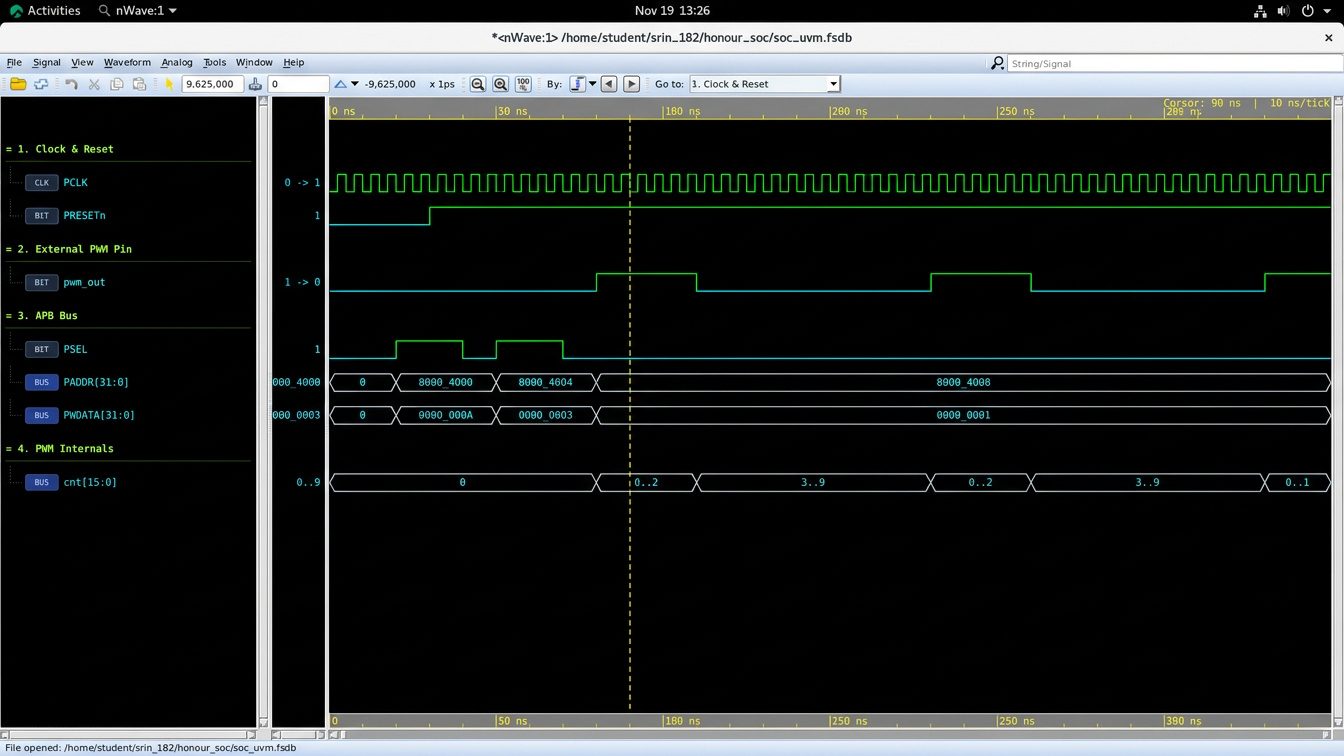 Activities nWave:1 Nov 19 13:26
*<nWave:1> /home/student/srin_182/honour_soc/soc_uvm.fsdb ×
File Signal View Waveform Analog Tools Window Help String/Signal
9.625,000 0 -9,625,000 x 1ps 100% By: Go to: 1. Clock & Reset
Cursor: 90 ns | 10 ns/tick
0 ns 30 ns 180 ns 200 ns 250 ns
= 1. Clock & Reset
CLK PCLK 0 -> 1
BIT PRESETn 1
= 2. External PWM Pin
BIT pwm_out 1 -> 0
= 3. APB Bus
BIT PSEL 1
BUS PADDR[31:0] 000_4000 0 8000_4000 8000_4004 8000_4008
BUS PWDATA[31:0] 000_0003 0 0000_000A 0000_0003 0000_0001
= 4. PWM Internals
BUS cnt[15:0] 0..9 0 0..2 3..9 0..2 3..9 0..1
0 50 ns 180 ns 200 ns 250 ns 380 ns
File opened: /home/student/srin_182/honour_soc/soc_uvm.fsdb